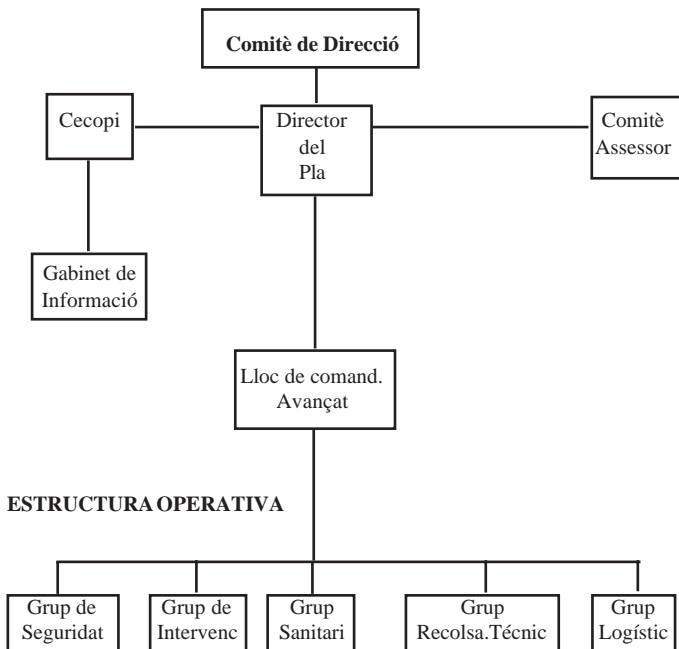 Comitè de Direcció
Cecopi
Director
del
Pla
Comitè
Assessor
Gabinet de
Informació
Lloc de comand.
Avançat
ESTRUCTURA OPERATIVA
Grup de
Seguridat
Grup de
Intervenc
Grup
Sanitari
Grup
Recolsa.Técnic
Grup
Logístic